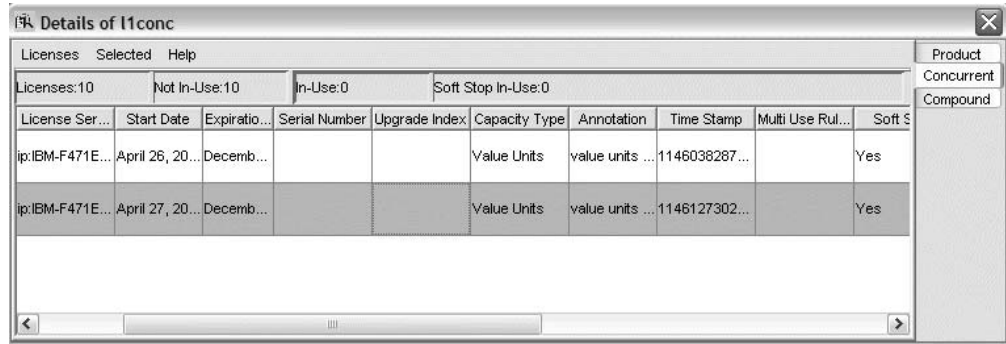 Details of l1conc
Licenses Selected Help
Product
Concurrent
Compound
Licenses:10 Not In-Use:10 In-Use:0 Soft Stop In-Use:0
License Ser... Start Date Expiratio... Serial Number Upgrade Index Capacity Type Annotation Time Stamp Multi Use Rul... Soft S
ip:IBM-F471E... April 26, 20... Decemb... Value Units value units ... 1146038287... Yes
ip:IBM-F471E... April 27, 20... Decemb... Value Units value units ... 1146127302... Yes